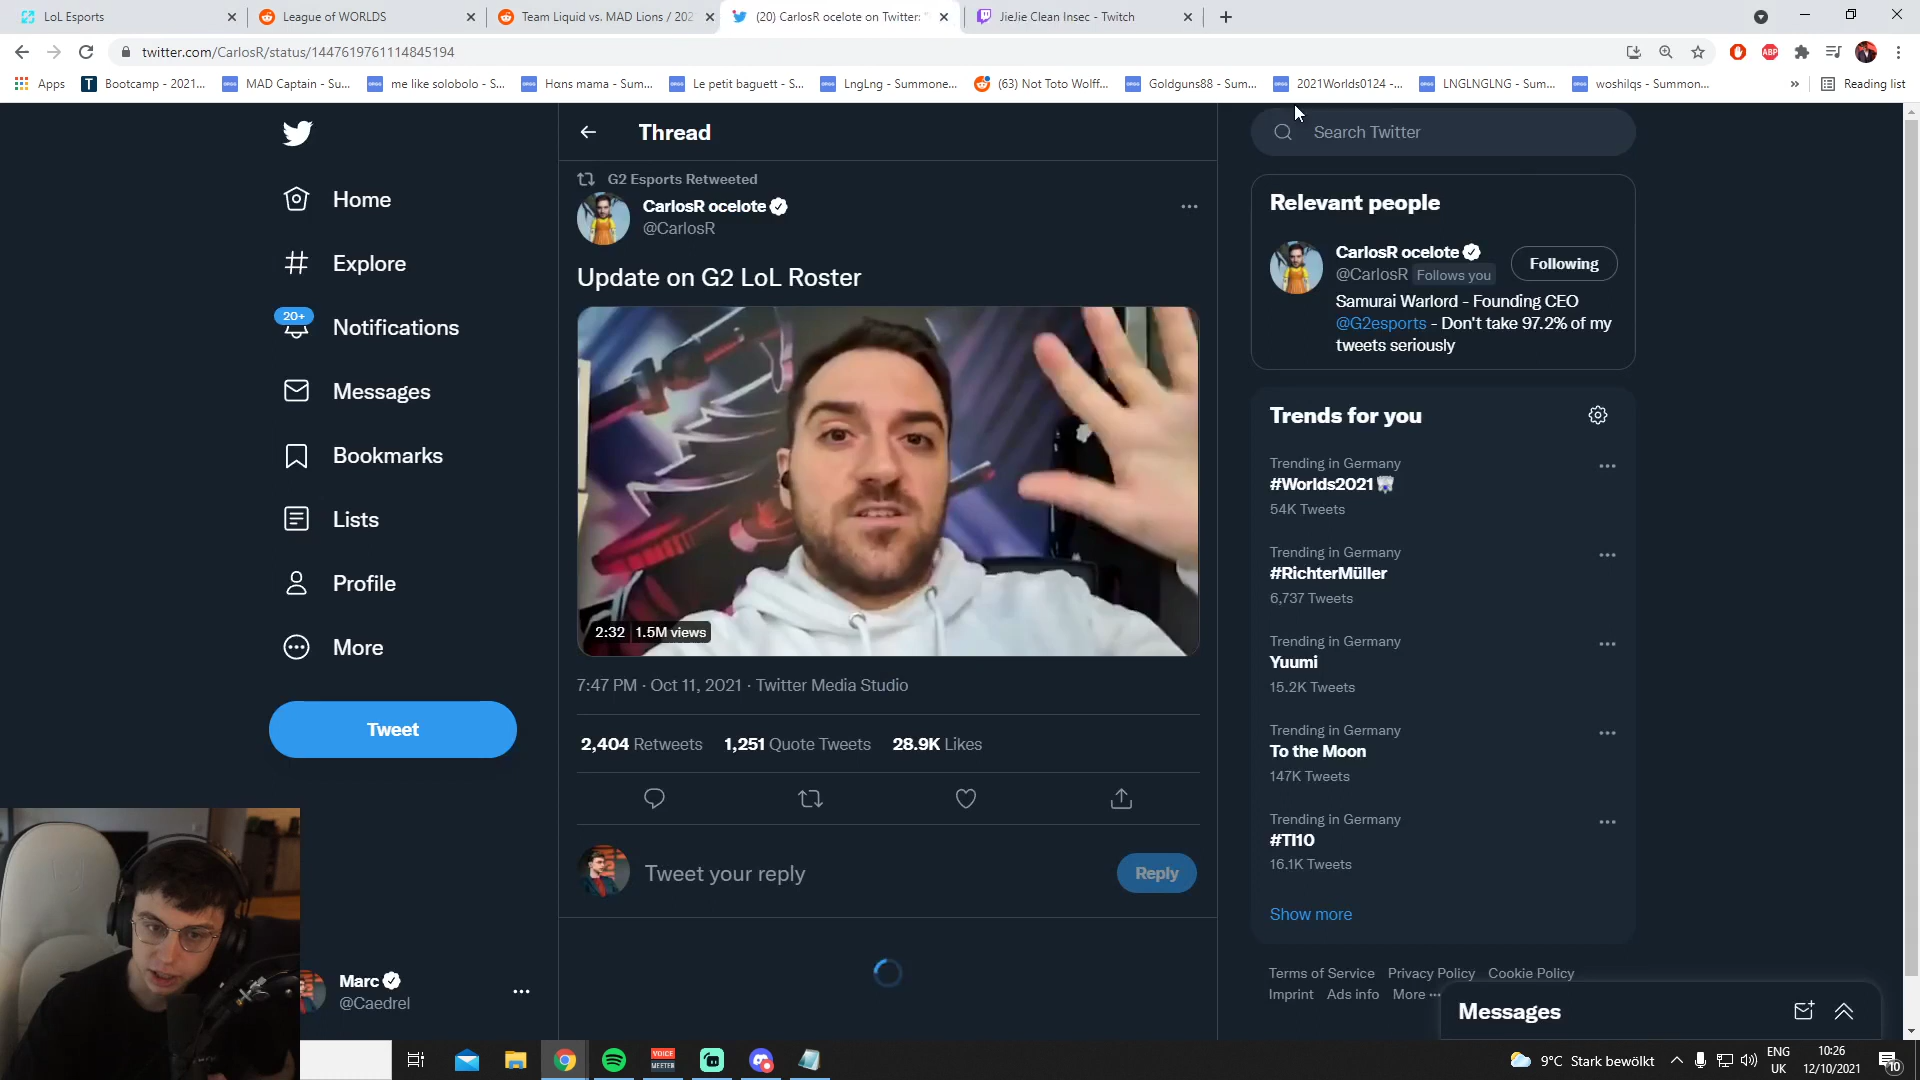 LoL Esports
League of WORLDS
Team Liquid vs. MAD Lions / 202
(20) CarlosR ocelote on Twitter: "
JieJie Clean Insec - Twitch
twitter.com/CarlosR/status/1447619761114845194
ABP
Apps
T Bootcamp - 2021...
MAD Captain - Su...
me like solobolo - S...
Hans mama - Sum...
Le petit baguett - S...
LngLng - Summone...
(63) Not Toto Wolff...
Goldguns88 - Sum...
2021Worlds0124 -...
LNGLNGLNG - Sum...
woshilqs - Summon...
»
Reading list
Home
Explore
20+
Notifications
Messages
Bookmarks
Lists
Profile
More
Tweet
Marc
@Caedrel
Thread
G2 Esports Retweeted
CarlosR ocelote
@CarlosR
Update on G2 LoL Roster
2:32 1.5M views
7:47 PM · Oct 11, 2021 · Twitter Media Studio
2,404 Retweets 1,251 Quote Tweets 28.9K Likes
Tweet your reply
Reply
Search Twitter
Relevant people
CarlosR ocelote
@CarlosR Follows you
Following
Samurai Warlord - Founding CEO
@G2esports - Don't take 97.2% of my
tweets seriously
Trends for you
Trending in Germany
#Worlds2021
54K Tweets
Trending in Germany
#RichterMüller
6,737 Tweets
Trending in Germany
Yuumi
15.2K Tweets
Trending in Germany
To the Moon
147K Tweets
Trending in Germany
#TI10
16.1K Tweets
Show more
Terms of Service Privacy Policy Cookie Policy
Imprint Ads info More ···
Messages
VOICE
MEETER
9°C Stark bewölkt
ENG
UK
10:26
12/10/2021
10